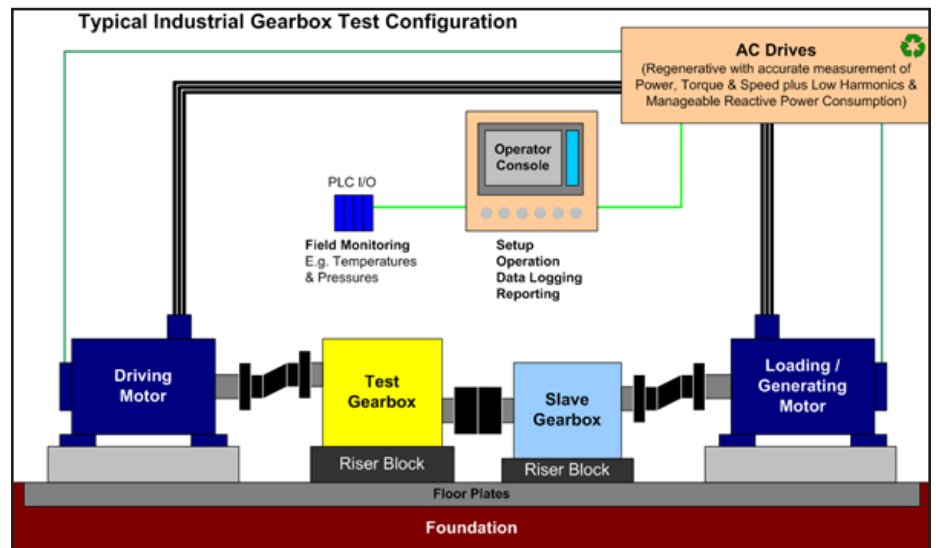 Typical Industrial Gearbox Test Configuration
AC Drives
(Regenerative with accurate measurement of
Power, Torque & Speed plus Low Harmonics &
Manageable Reactive Power Consumption)
Operator
Console
PLC I/O
Field Monitoring
E.g. Temperatures
& Pressures
Setup
Operation
Data Logging
Reporting
Driving
Motor
Test
Gearbox
Slave
Gearbox
Loading /
Generating
Motor
Riser Block
Riser Block
Floor Plates
Foundation